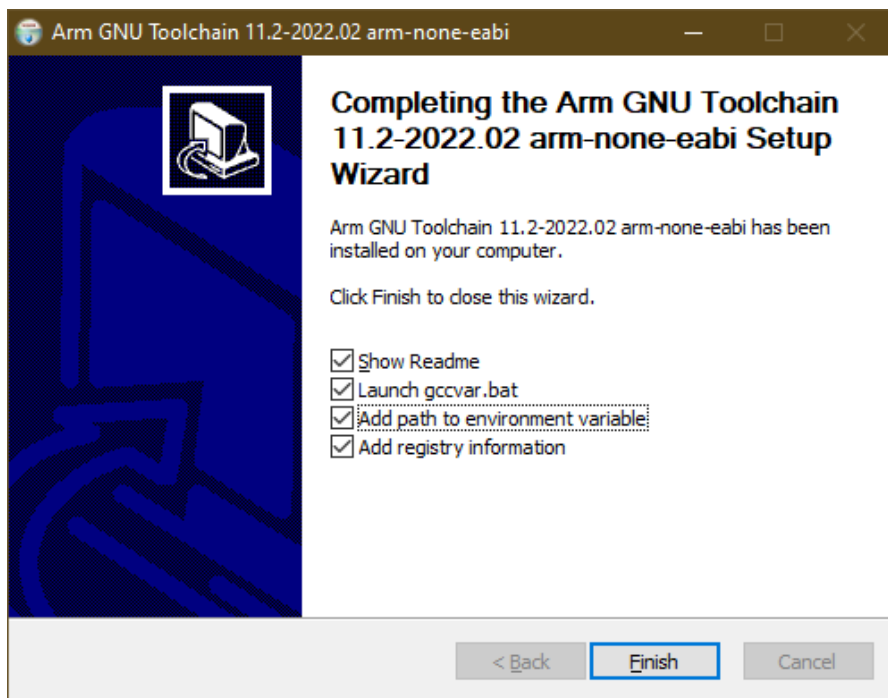 Arm GNU Toolchain 11.2-2022.02 arm-none-eabi
Completing the Arm GNU Toolchain
11.2-2022.02 arm-none-eabi Setup
Wizard
Arm GNU Toolchain 11.2-2022.02 arm-none-eabi has been
installed on your computer.
Click Finish to close this wizard.
Show Readme
Launch gccvar.bat
Add path to environment variable
Add registry information
< Back
Finish
Cancel